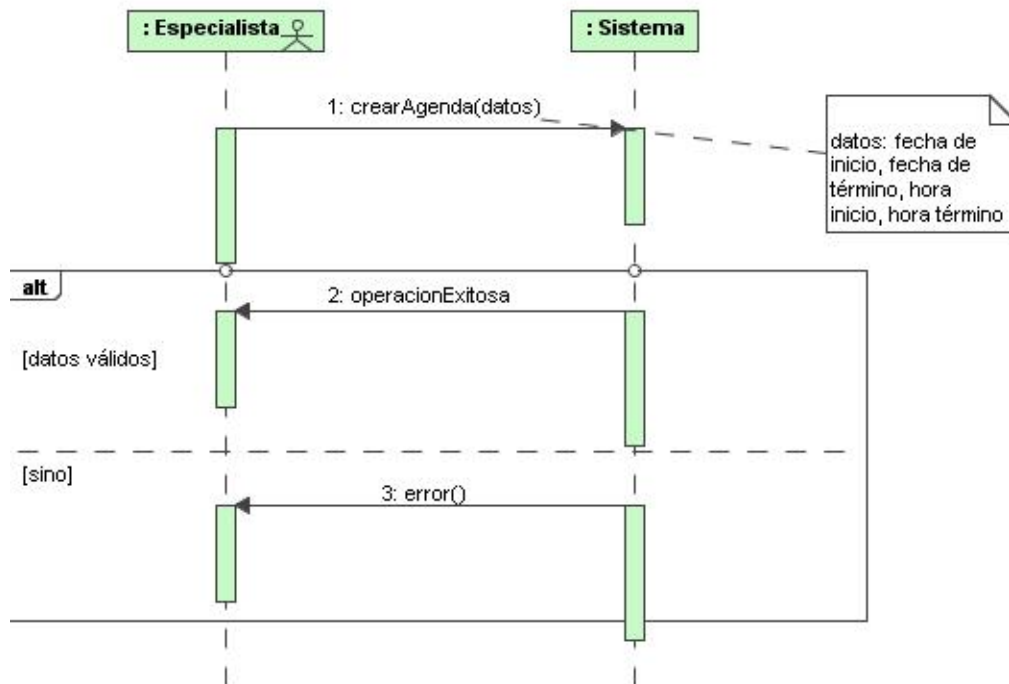 : Especialista
: Sistema
1: crearAgenda(datos)
datos: fecha de
inicio, fecha de
término, hora
inicio, hora término
alt
2: operacionExitosa
[datos válidos]
[sino]
3: error()